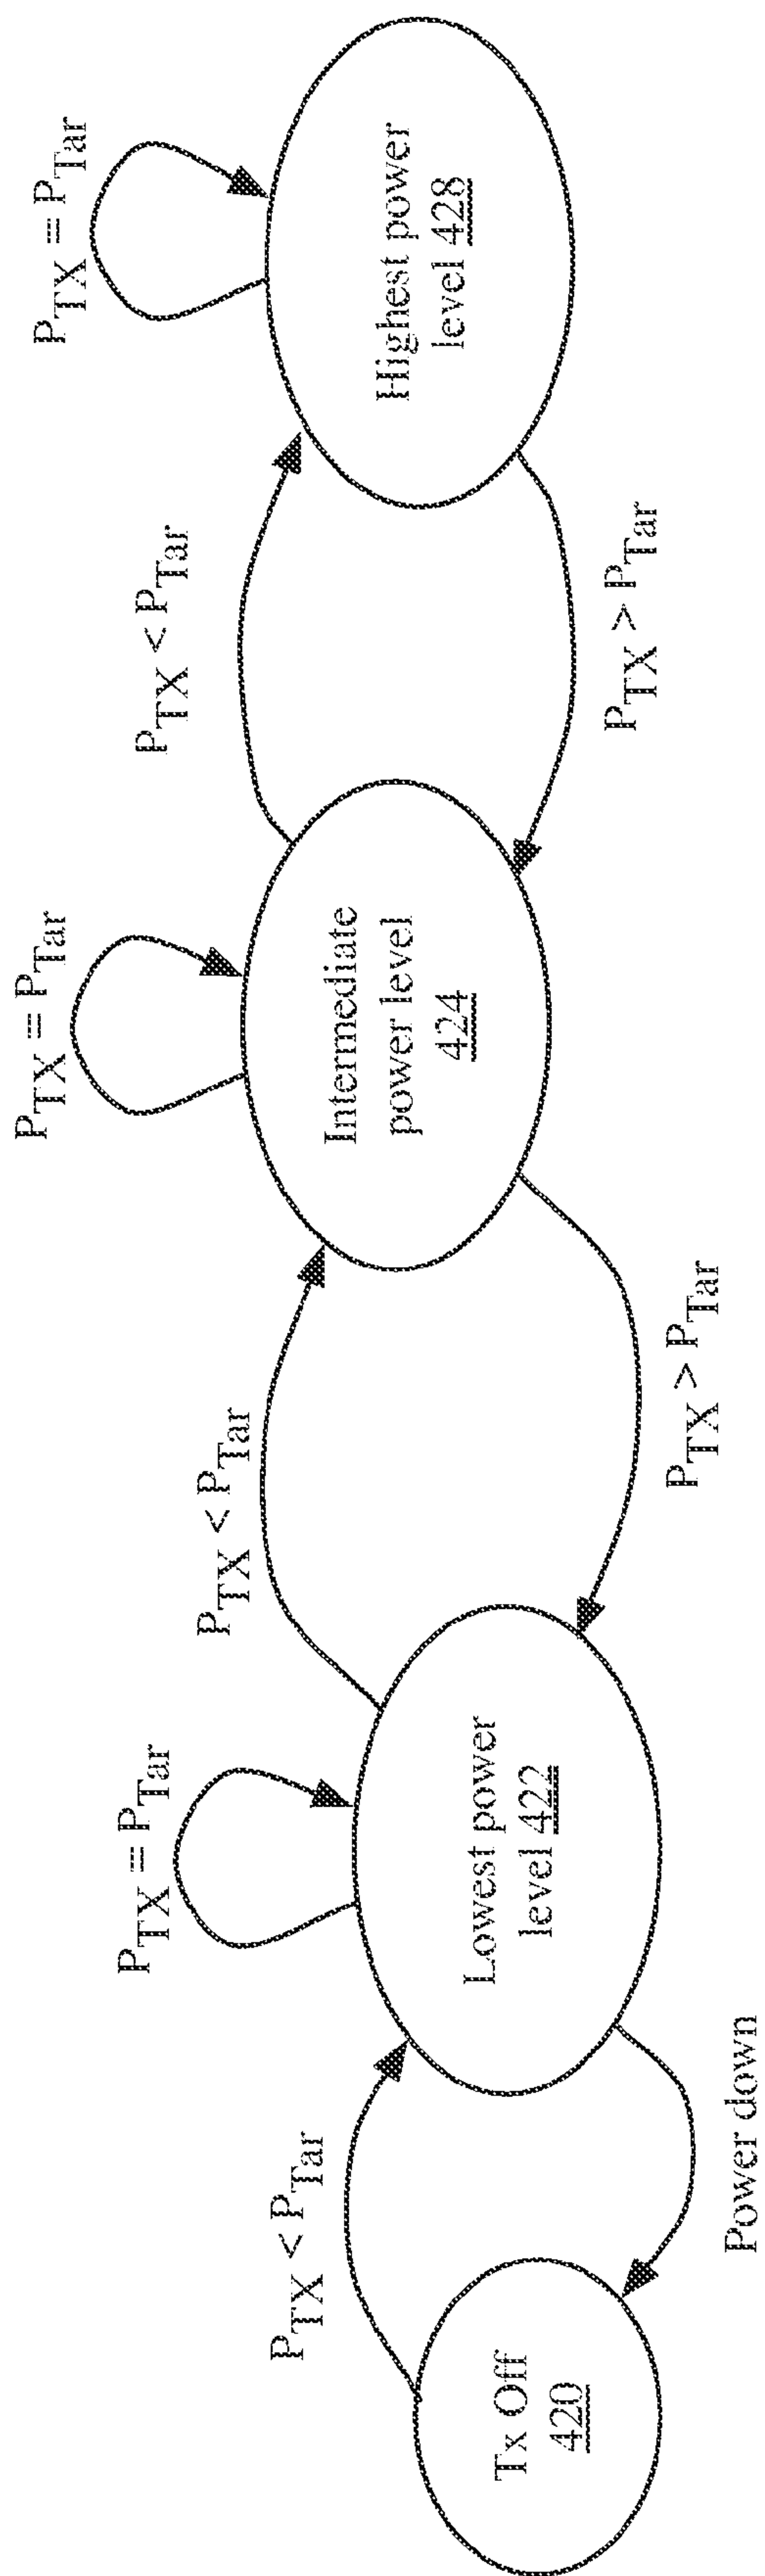 P_TX = P_Tar
P_TX = P_Tar
P_TX = P_Tar
P_TX < P_Tar
P_TX < P_Tar
P_TX < P_Tar
Tx Off
420
Lowest power
level 422
Intermediate
power level
424
Highest power
level 428
Power down
P_TX > P_Tar
P_TX > P_Tar